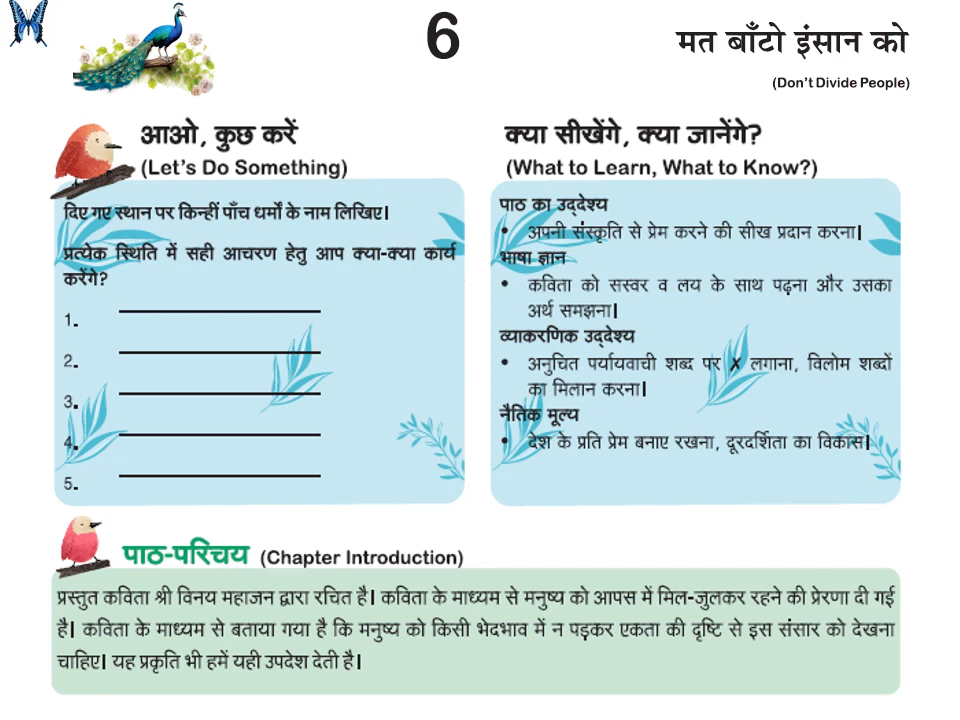 6
मत बाँटो इंसान को
(Don't Divide People)
आओ, कुछ करें
(Let's Do Something)
दिए गए स्थान पर किन्हीं पाँच धर्मों के नाम लिखिए।
प्रत्येक स्थिति में सही आचरण हेतु आप क्या-क्या कार्य
करेंगे?
1.
2.
3.
4.
5.
क्या सीखेंगे, क्या जानेंगे?
(What to Learn, What to Know?)
पाठ का उद्देश्य
• अपनी संस्कृति से प्रेम करने की सीख प्रदान करना।
भाषा ज्ञान
• कविता को सस्वर व लय के साथ पढ़ना और उसका
अर्थ समझना।
व्याकरणिक उद्देश्य
• अनुचित पर्यायवाची शब्द पर ✗ लगाना, विलोम शब्दों
का मिलान करना।
नैतिक मूल्य
• देश के प्रति प्रेम बनाए रखना, दूरदर्शिता का विकास।
पाठ-परिचय (Chapter Introduction)
प्रस्तुत कविता श्री विनय महाजन द्वारा रचित है। कविता के माध्यम से मनुष्य को आपस में मिल-जुलकर रहने की प्रेरणा दी गई
है। कविता के माध्यम से बताया गया है कि मनुष्य को किसी भेदभाव में न पड़कर एकता की दृष्टि से इस संसार को देखना
चाहिए। यह प्रकृति भी हमें यही उपदेश देती है।